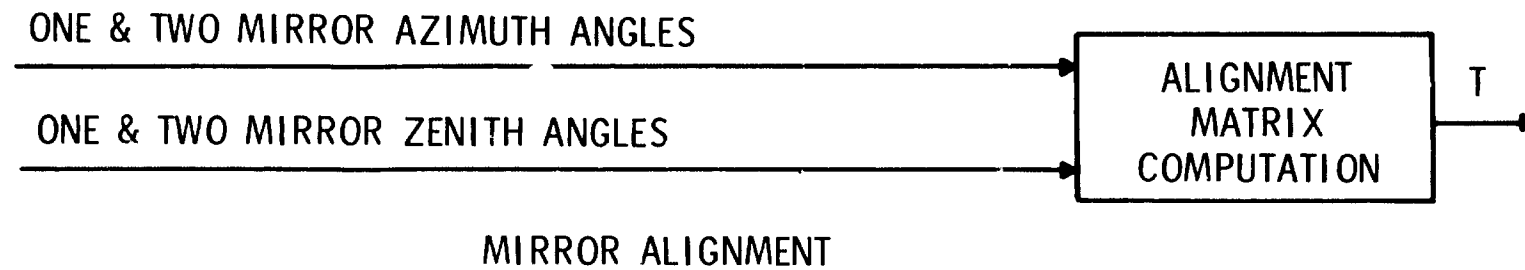 ONE & TWO MIRROR AZIMUTH ANGLES
ONE & TWO MIRROR ZENITH ANGLES
ALIGNMENT
MATRIX
COMPUTATION
T
MIRROR ALIGNMENT